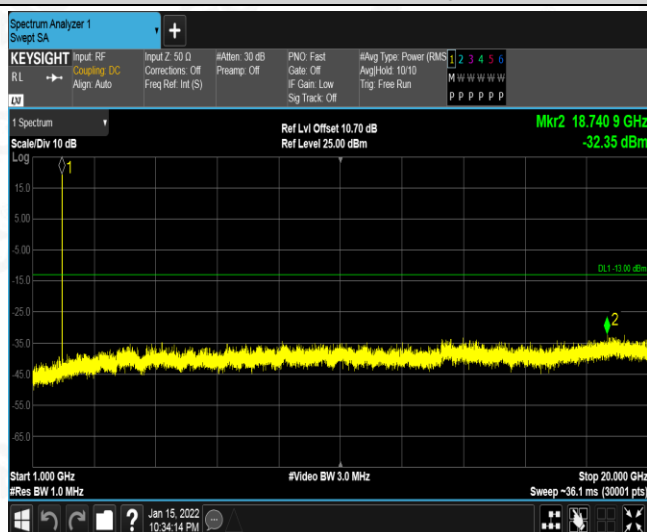 Spectrum Analyzer 1
Swept SA
+
KEYSIGHT
RL
LXI
Input: RF
Coupling: DC
Align: Auto
Input Z: 50 Ω
Corrections: Off
Freq Ref: Int (S)
#Atten: 30 dB
Preamp: Off
PNO: Fast
Gate: Off
IF Gain: Low
Sig Track: Off
#Avg Type: Power (RMS
Avg|Hold: 10/10
Trig: Free Run
1 2 3 4 5 6
M W W W W W
P P P P P P
1 Spectrum
Scale/Div 10 dB
Ref Lvl Offset 10.70 dB
Ref Level 25.00 dBm
Mkr2 18.740 9 GHz
-32.35 dBm
Log
1
15.0
5.00
-5.00
DL1 -13.00 dBm
-15.0
-25.0
2
-35.0
-45.0
-55.0
-65.0
Start 1.000 GHz
#Res BW 1.0 MHz
#Video BW 3.0 MHz
Stop 20.000 GHz
Sweep ~36.1 ms (30001 pts)
?
Jan 15, 2022
10:34:14 PM